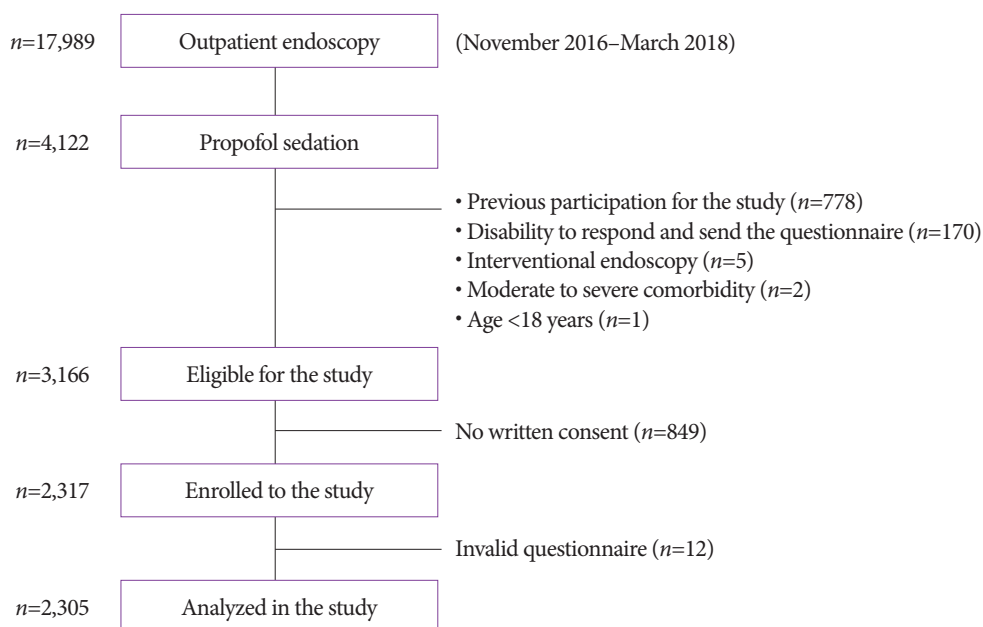 n=17,989 Outpatient endoscopy (November 2016–March 2018)
n=4,122 Propofol sedation
• Previous participation for the study (n=778)
• Disability to respond and send the questionnaire (n=170)
• Interventional endoscopy (n=5)
• Moderate to severe comorbidity (n=2)
• Age <18 years (n=1)
n=3,166 Eligible for the study
No written consent (n=849)
n=2,317 Enrolled to the study
Invalid questionnaire (n=12)
n=2,305 Analyzed in the study